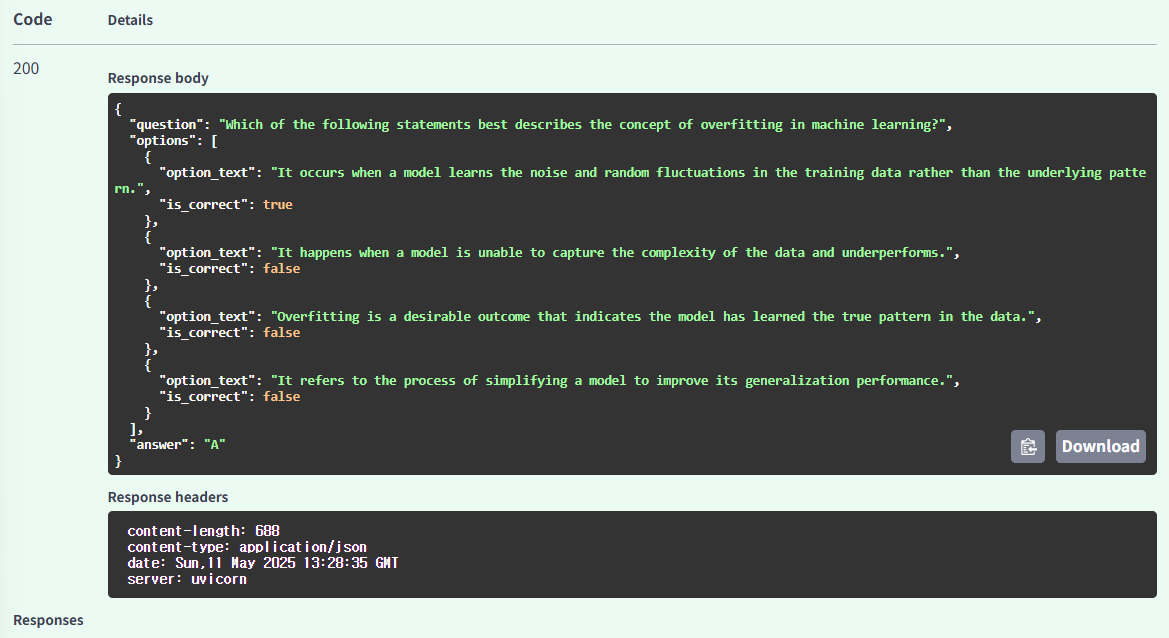 Code Details
200
Response body
{
"question": "Which of the following statements best describes the concept of overfitting in machine learning?",
"options": [
{
"option_text": "It occurs when a model learns the noise and random fluctuations in the training data rather than the underlying patte
rn.",
"is_correct": true
},
{
"option_text": "It happens when a model is unable to capture the complexity of the data and underperforms.",
"is_correct": false
},
{
"option_text": "Overfitting is a desirable outcome that indicates the model has learned the true pattern in the data.",
"is_correct": false
},
{
"option_text": "It refers to the process of simplifying a model to improve its generalization performance.",
"is_correct": false
}
],
"answer": "A"
}
Download
Response headers
content-length: 688
content-type: application/json
date: Sun,11 May 2025 13:28:35 GMT
server: uvicorn
Responses